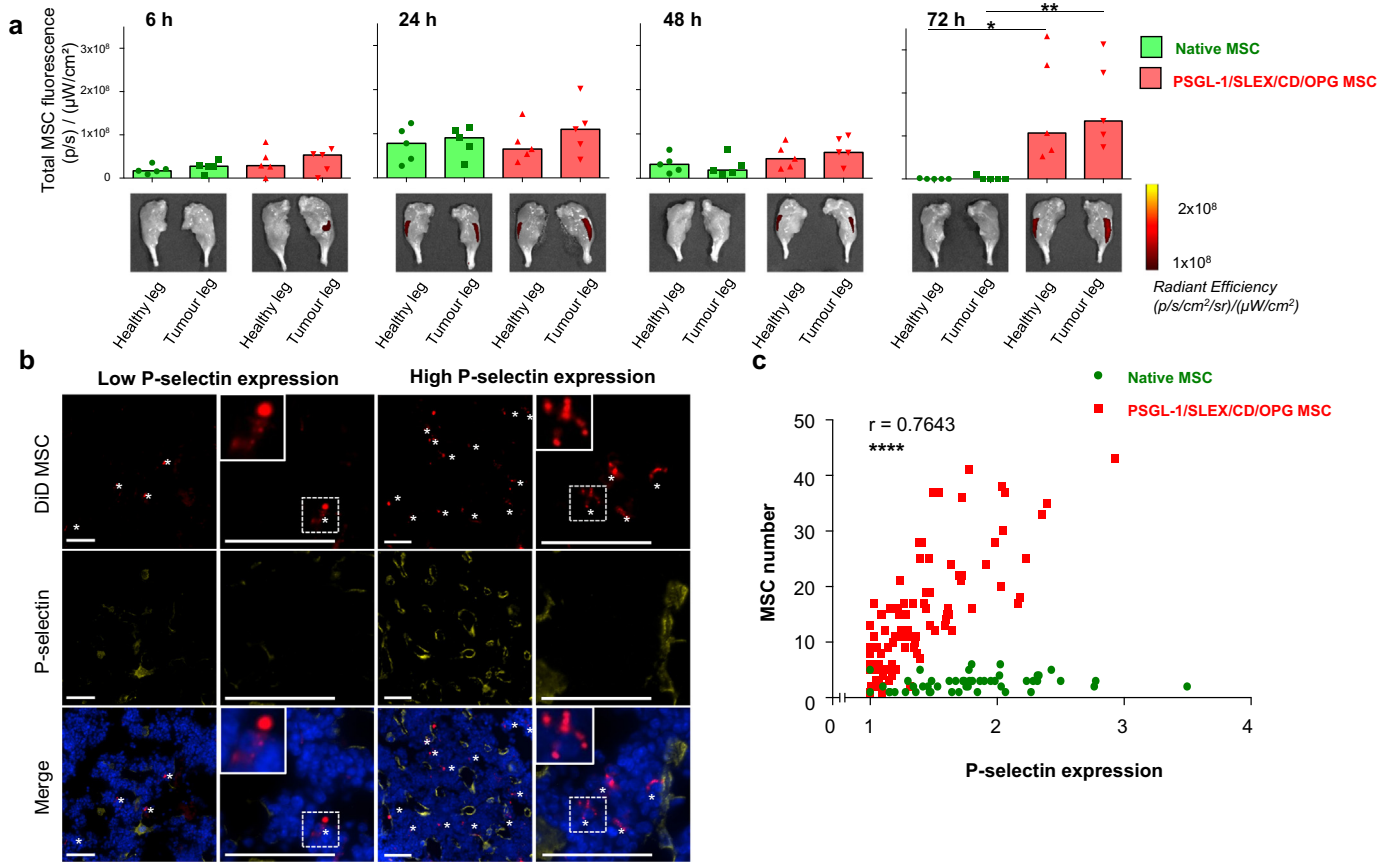 a
6 h
24 h
48 h
72 h
*
**
Total MSC fluorescence
(p/s) / (µW/cm²)
3x10⁸
2x10⁸
1x10⁸
0
Native MSC
PSGL-1/SLEX/CD/OPG MSC
Healthy leg
Tumour leg
Healthy leg
Tumour leg
Healthy leg
Tumour leg
Healthy leg
Tumour leg
Healthy leg
Tumour leg
Healthy leg
Tumour leg
Healthy leg
Tumour leg
Healthy leg
Tumour leg
2x10⁸
1x10⁸
Radiant Efficiency
(p/s/cm²/sr)/(µW/cm²)
b
Low P-selectin expression
High P-selectin expression
DiD MSC
P-selectin
Merge
c
Native MSC
PSGL-1/SLEX/CD/OPG MSC
r = 0.7643
****
MSC number
50
40
30
20
10
0
0
1
2
3
4
P-selectin expression